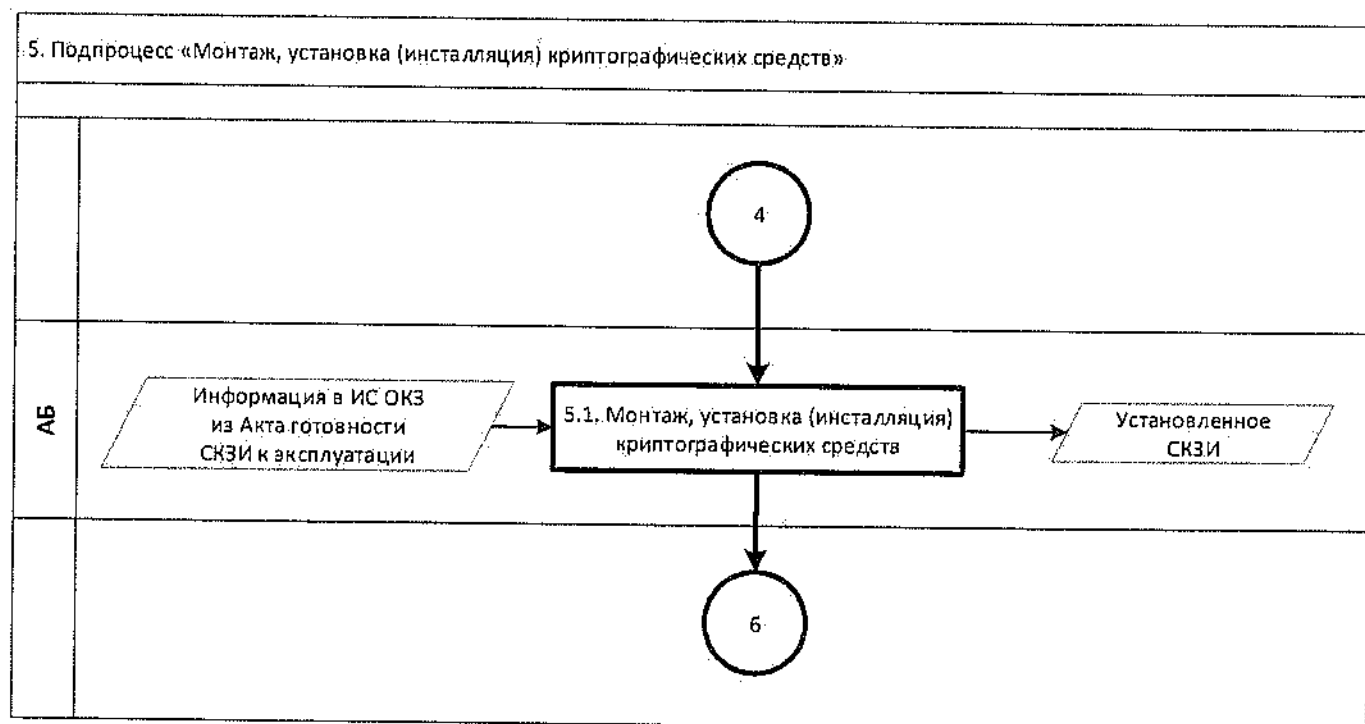 5. Подпроцесс «Монтаж, установка (инсталляция) криптографических средств»
4
АБ
Информация в ИС ОКЗ
из Акта готовности
СКЗИ к эксплуатации
5.1. Монтаж, установка (инсталляция)
криптографических средств
Установленное
СКЗИ
6